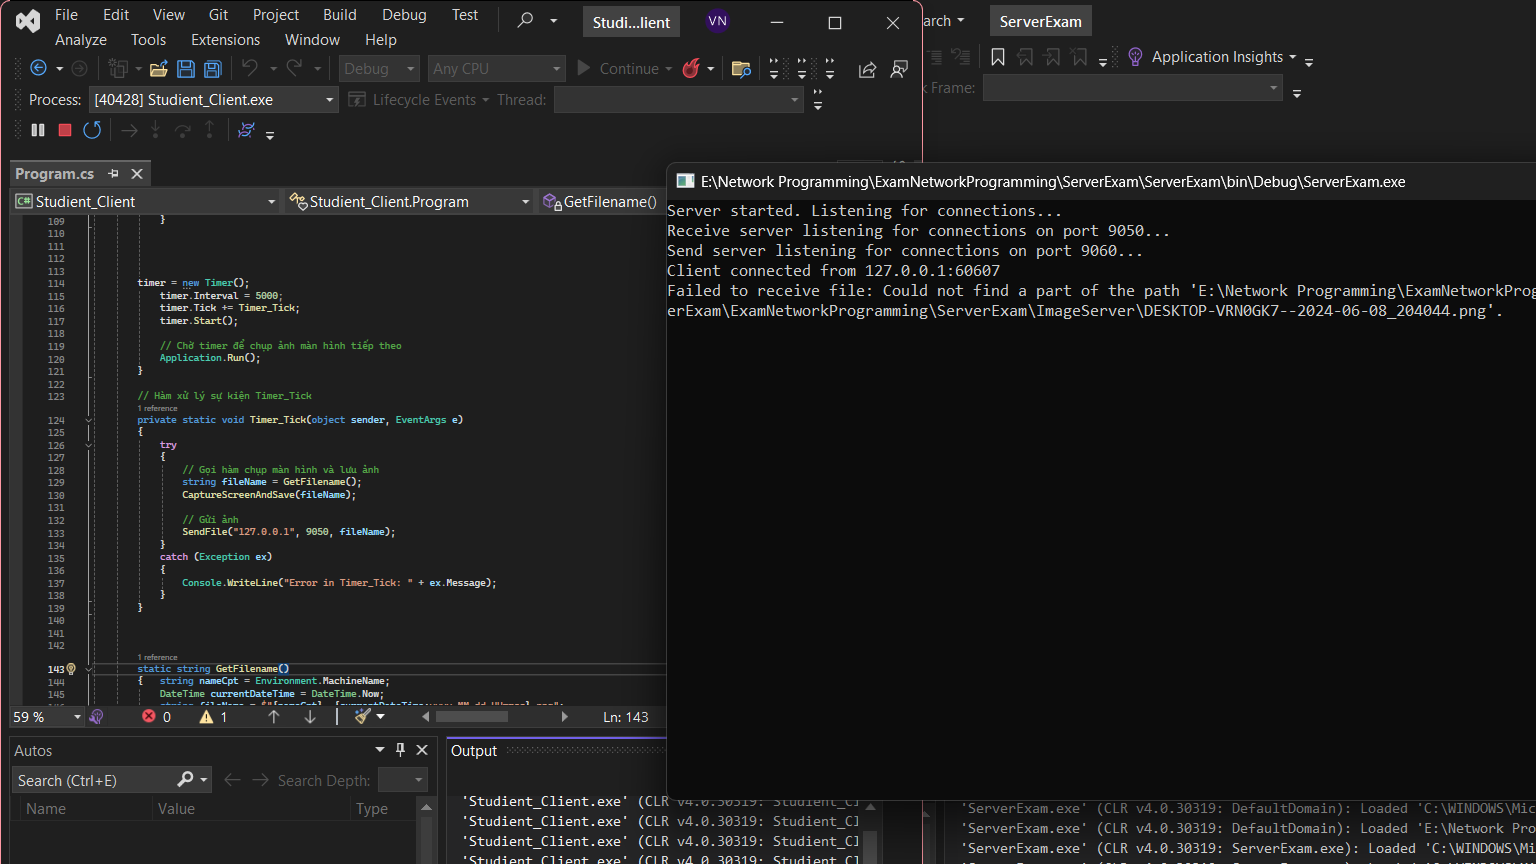 File Edit View Git Project Build Debug Test
Analyze Tools Extensions Window Help
Studi...lient
VN
ServerExam
Debug
Any CPU
Continue
Application Insights
Process: [40428] Studient_Client.exe
Lifecycle Events
Thread:
Frame:
Program.cs
Studient_Client
Studient_Client.Program
GetFilename()
109 }
110
111
112
113
114 timer = new Timer();
115 timer.Interval = 5000;
116 timer.Tick += Timer_Tick;
117 timer.Start();
118
119 // Chờ timer để chụp ảnh màn hình tiếp theo
120 Application.Run();
121 }
122
123 // Hàm xử lý sự kiện Timer_Tick
1 reference
124 private static void Timer_Tick(object sender, EventArgs e)
125 {
126 try
127 {
128 // Gọi hàm chụp màn hình và lưu ảnh
129 string fileName = GetFilename();
130 CaptureScreenAndSave(fileName);
131
132 // Gửi ảnh
133 SendFile("127.0.0.1", 9050, fileName);
134 }
135 catch (Exception ex)
136 {
137 Console.WriteLine("Error in Timer_Tick: " + ex.Message);
138 }
139 }
140
141
142
1 reference
143 static string GetFilename()
144 { string nameCpt = Environment.MachineName;
145 DateTime currentDateTime = DateTime.Now;
59 %
0
1
Ln: 143
Autos
Search (Ctrl+E)
Search Depth:
Name Value Type
Output
'Studient_Client.exe' (CLR v4.0.30319: Studient_Cl
'Studient_Client.exe' (CLR v4.0.30319: Studient_Cl
'Studient_Client.exe' (CLR v4.0.30319: Studient_Cl
'Studient_Client.exe' (CLR v4.0.30319: Studient_Cl
E:\Network Programming\ExamNetworkProgramming\ServerExam\ServerExam\bin\Debug\ServerExam.exe
Server started. Listening for connections...
Receive server listening for connections on port 9050...
Send server listening for connections on port 9060...
Client connected from 127.0.0.1:60607
Failed to receive file: Could not find a part of the path 'E:\Network Programming\ExamNetworkProg
erExam\ExamNetworkProgramming\ServerExam\ImageServer\DESKTOP-VRN0GK7--2024-06-08_204044.png'.
'ServerExam.exe' (CLR v4.0.30319: DefaultDomain): Loaded 'C:\WINDOWS\Mic
'ServerExam.exe' (CLR v4.0.30319: DefaultDomain): Loaded 'E:\Network Pro
'ServerExam.exe' (CLR v4.0.30319: ServerExam.exe): Loaded 'C:\WINDOWS\Mi